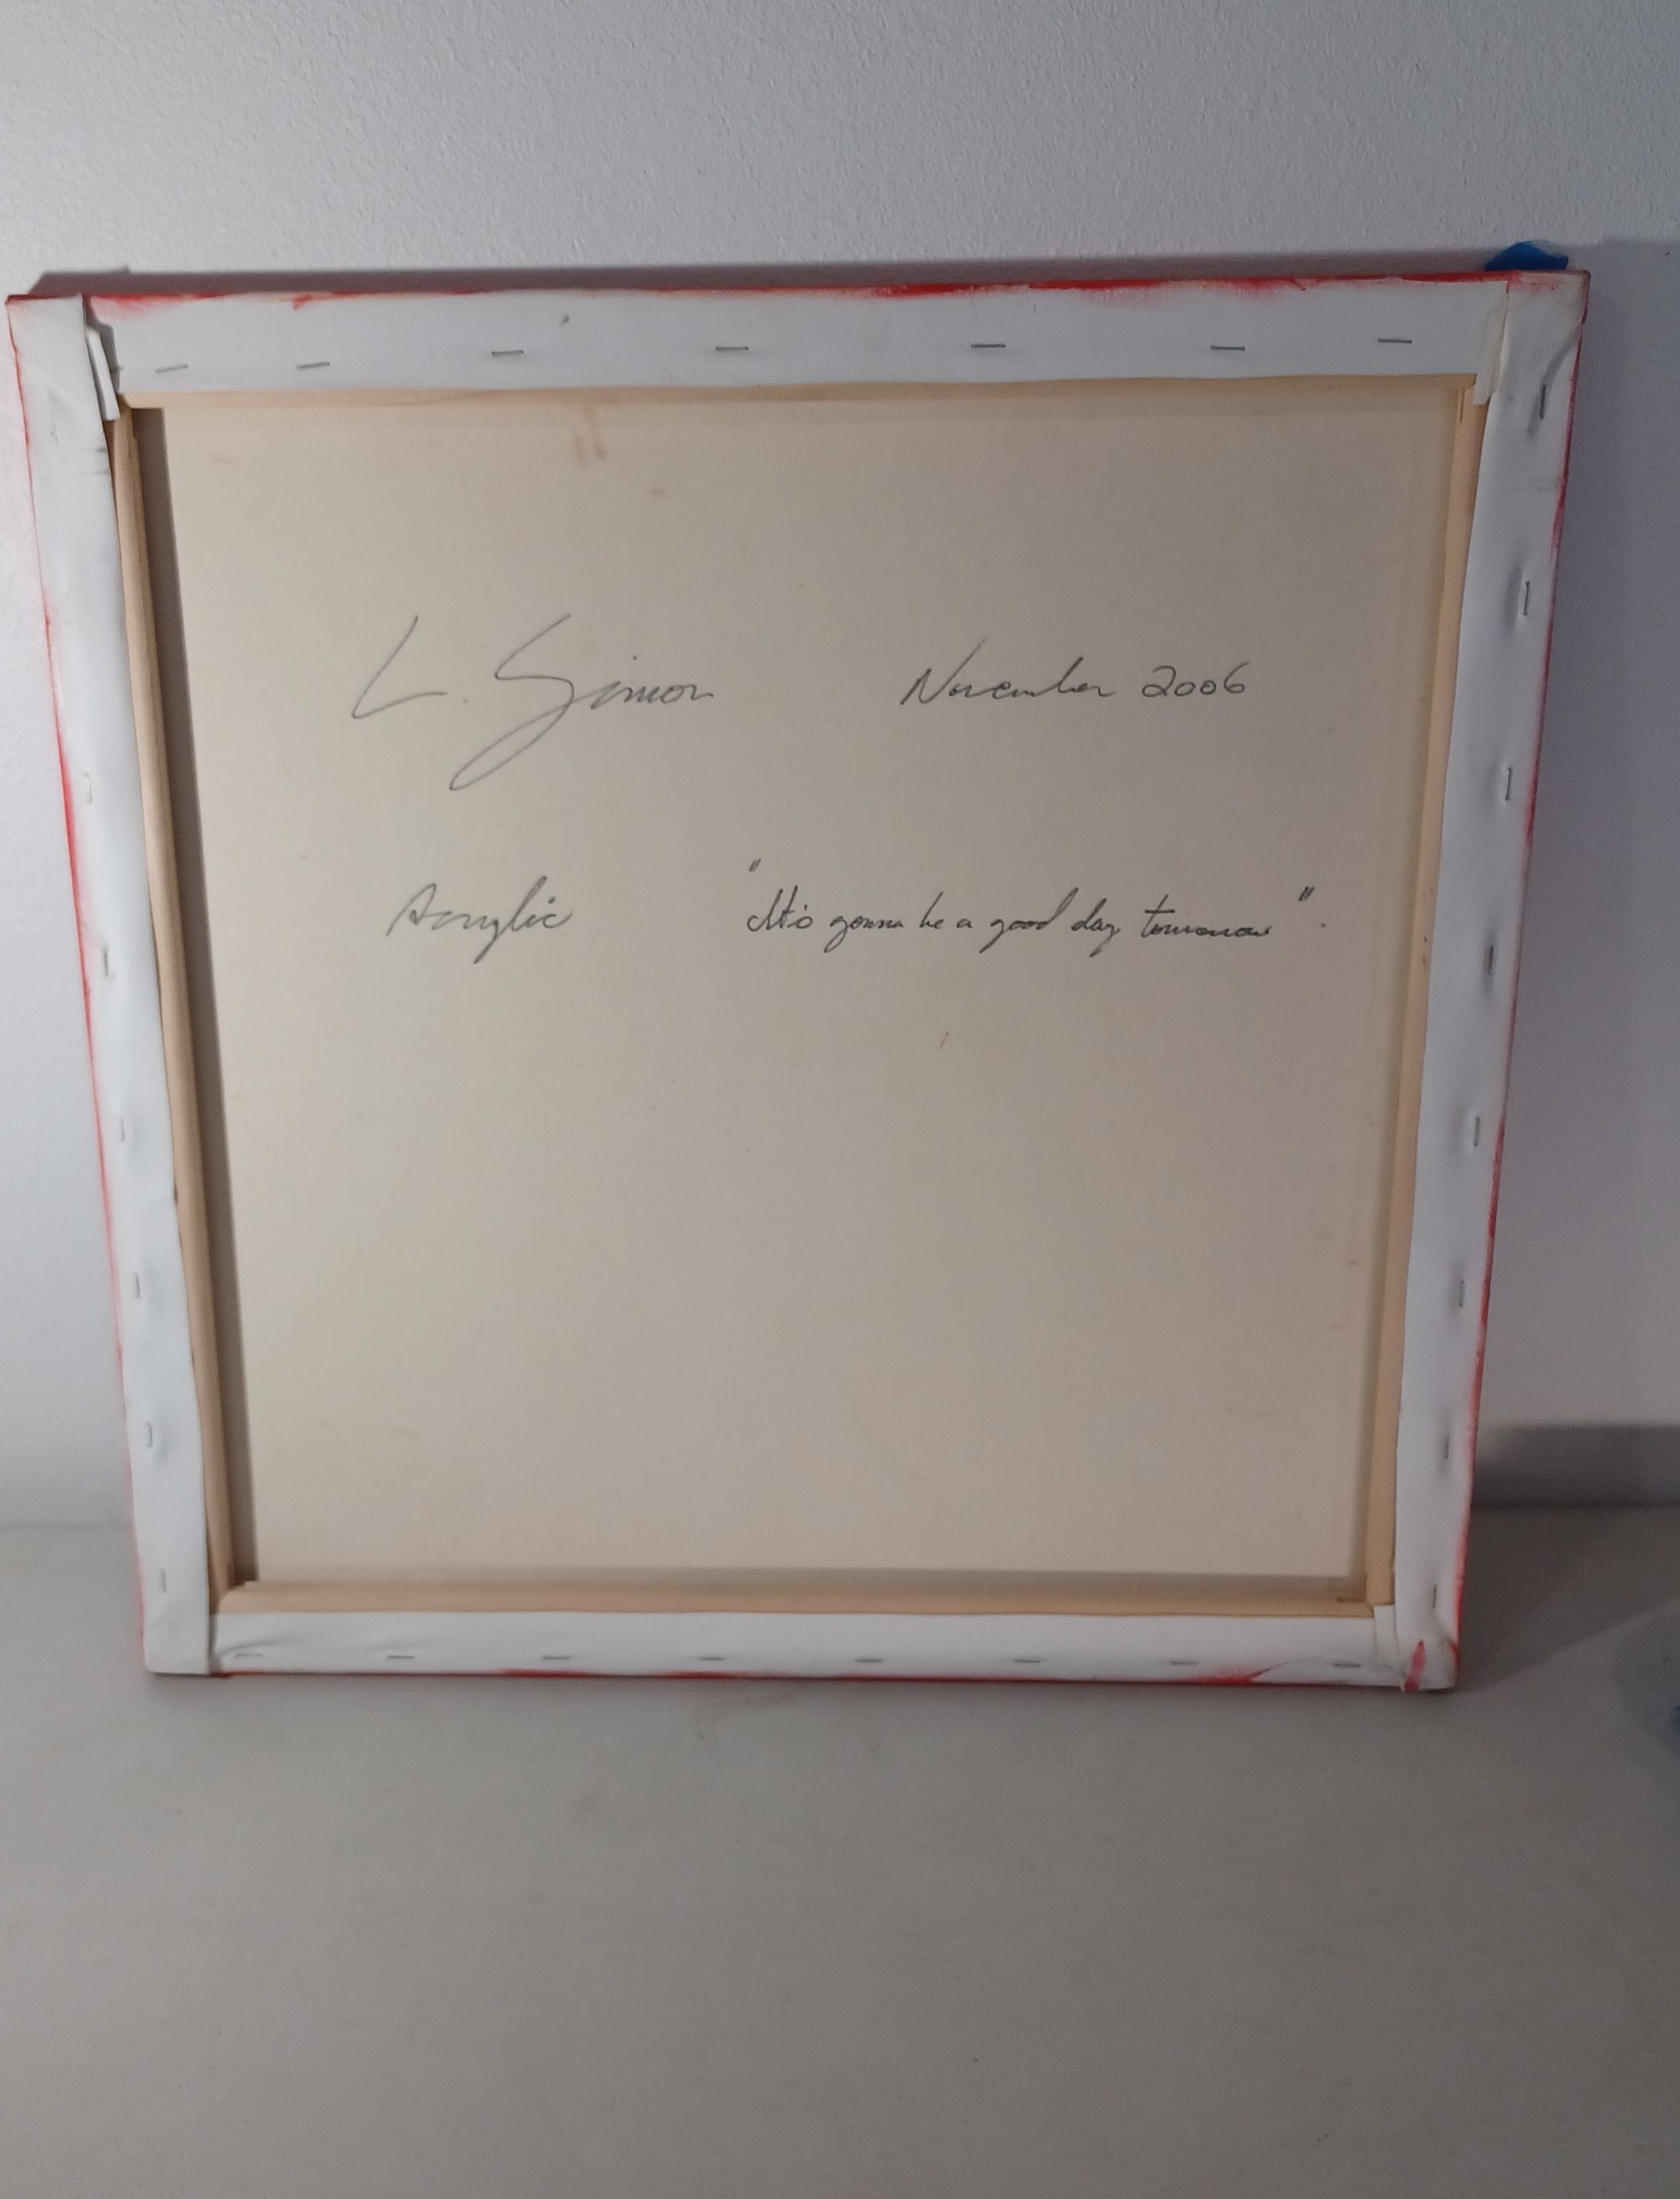 L. Simon November 2006
Acrylic "It's gonna be a good day tomorrow".